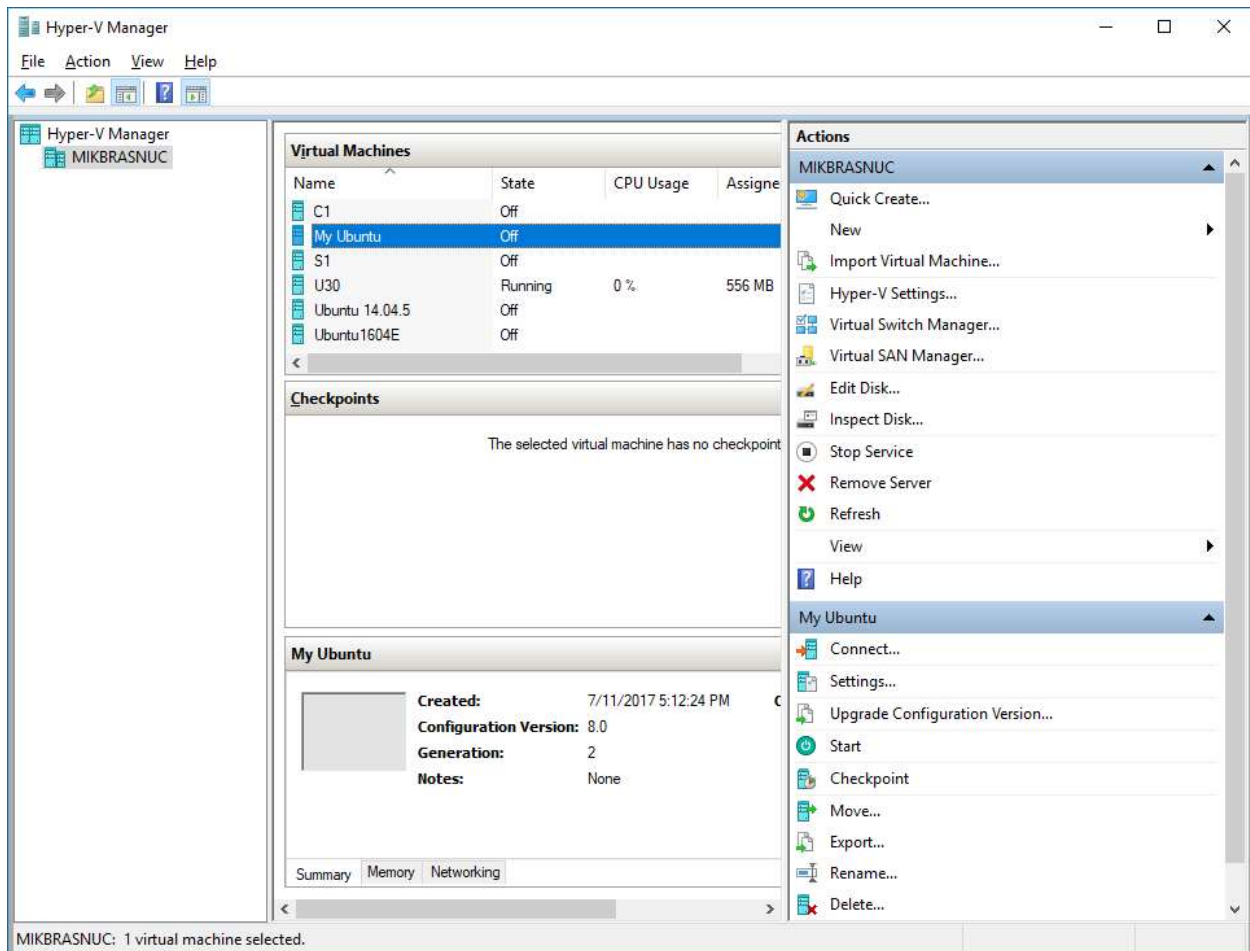 Hyper-V Manager
File Action View Help
Hyper-V Manager
MIKBRASNUC
Virtual Machines
Name State CPU Usage Assigne
C1 Off
My Ubuntu Off
S1 Off
U30 Running 0 % 556 MB
Ubuntu 14.04.5 Off
Ubuntu1604E Off
Checkpoints
The selected virtual machine has no checkpoint
My Ubuntu
Created: 7/11/2017 5:12:24 PM
Configuration Version: 8.0
Generation: 2
Notes: None
Summary Memory Networking
Actions
MIKBRASNUC
Quick Create...
New
Import Virtual Machine...
Hyper-V Settings...
Virtual Switch Manager...
Virtual SAN Manager...
Edit Disk...
Inspect Disk...
Stop Service
Remove Server
Refresh
View
Help
My Ubuntu
Connect...
Settings...
Upgrade Configuration Version...
Start
Checkpoint
Move...
Export...
Rename...
Delete...
MIKBRASNUC: 1 virtual machine selected.